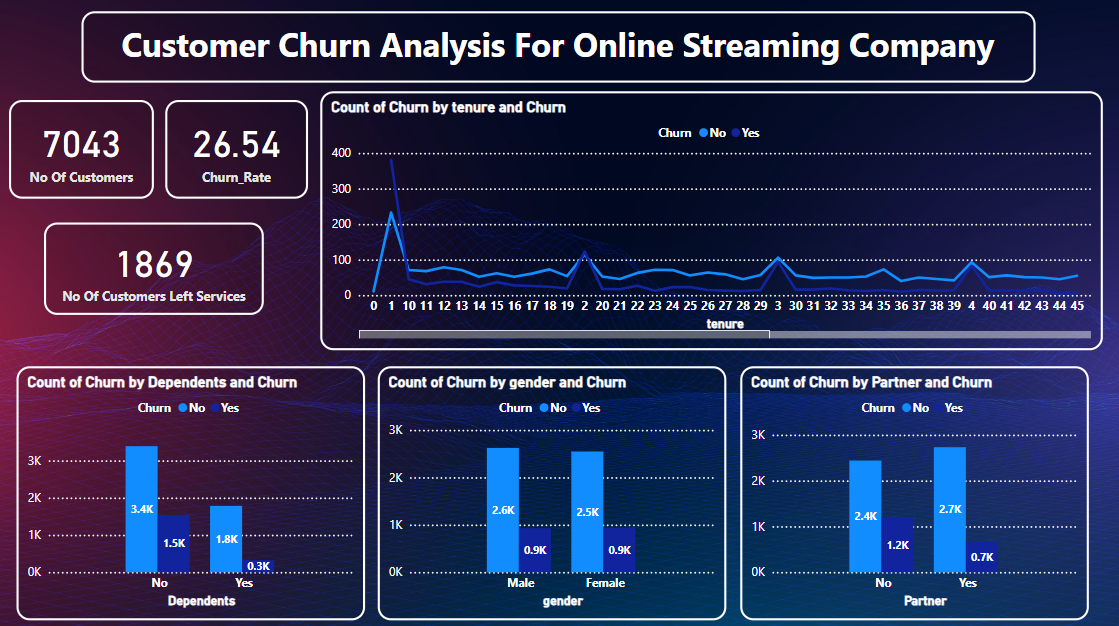 Customer Churn Analysis For Online Streaming Company
7043
No Of Customers
26.54
Churn_Rate
1869
No Of Customers Left Services
Count of Churn by tenure and Churn
Churn No Yes
400
300
200
100
0
0 1 10 11 12 13 14 15 16 17 18 19 2 20 21 22 23 24 25 26 27 28 29 3 30 31 32 33 34 35 36 37 38 39 4 40 41 42 43 44 45
tenure
Count of Churn by Dependents and Churn
Churn No Yes
3K
2K
1K
0K
3.4K
1.5K
1.8K
0.3K
No Yes
Dependents
Count of Churn by gender and Churn
Churn No Yes
3K
2K
1K
0K
2.6K
0.9K
2.5K
0.9K
Male Female
gender
Count of Churn by Partner and Churn
Churn No Yes
3K
2K
1K
0K
2.4K
1.2K
2.7K
0.7K
No Yes
Partner